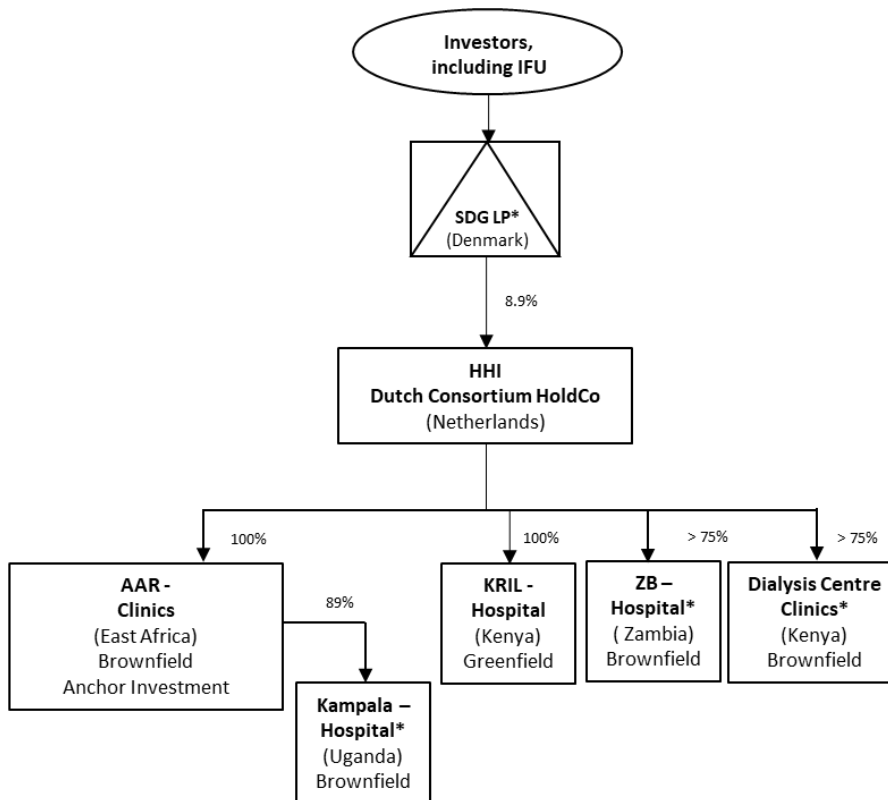 Investors,
including IFU
SDG LP*
(Denmark)
8.9%
HHI
Dutch Consortium HoldCo
(Netherlands)
100%
100%
> 75%
> 75%
AAR -
Clinics
(East Africa)
Brownfield
Anchor Investment
89%
Kampala –
Hospital*
(Uganda)
Brownfield
KRIL -
Hospital
(Kenya)
Greenfield
ZB –
Hospital*
( Zambia)
Brownfield
Dialysis Centre
Clinics*
(Kenya)
Brownfield